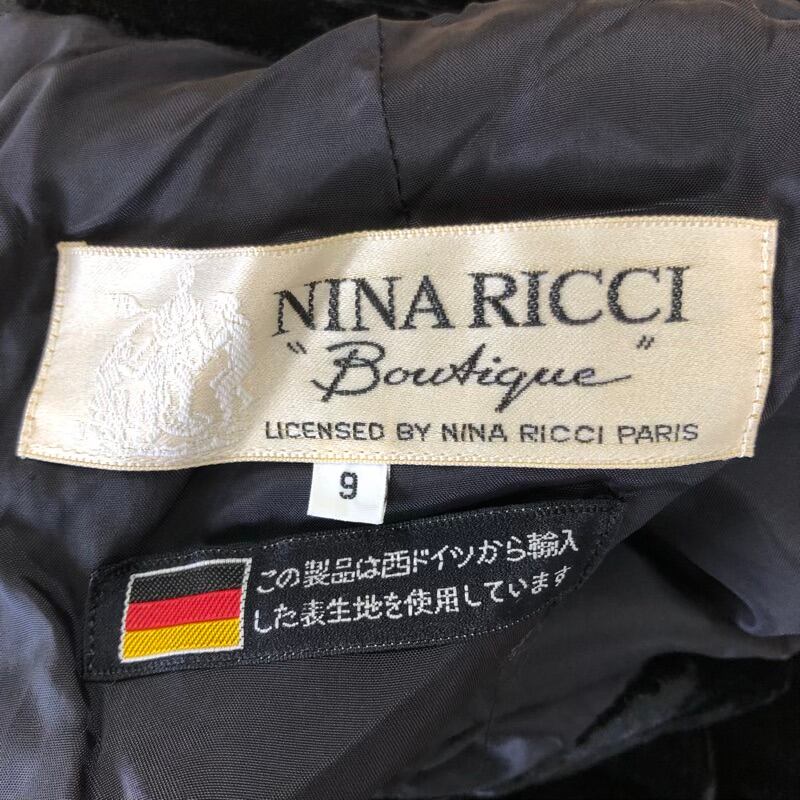 NINA RICCI
"Boutique"
LICENSED BY NINA RICCI PARIS
9
この製品は西ドイツから輸入
した表生地を使用しています